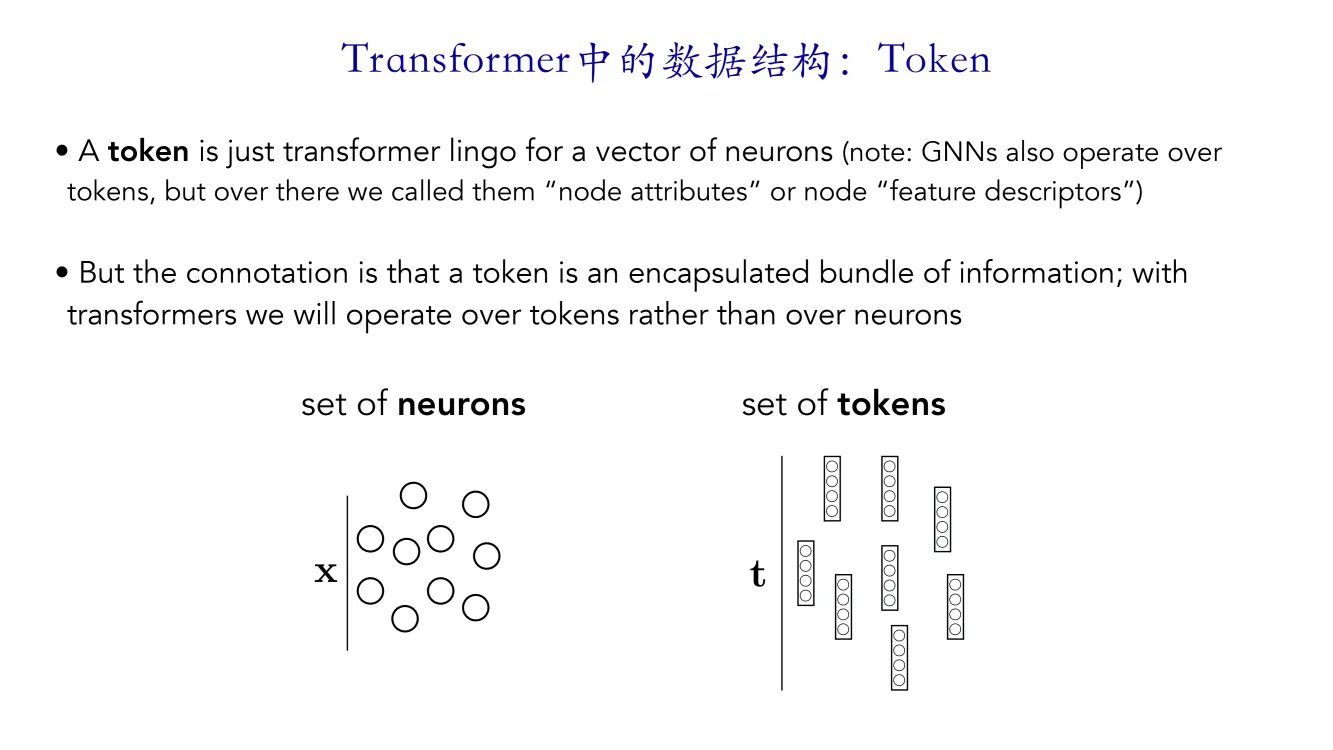 Transformer中的数据结构：Token
• A token is just transformer lingo for a vector of neurons (note: GNNs also operate over
tokens, but over there we called them “node attributes” or node “feature descriptors”)
• But the connotation is that a token is an encapsulated bundle of information; with
transformers we will operate over tokens rather than over neurons
set of neurons
set of tokens
x
t